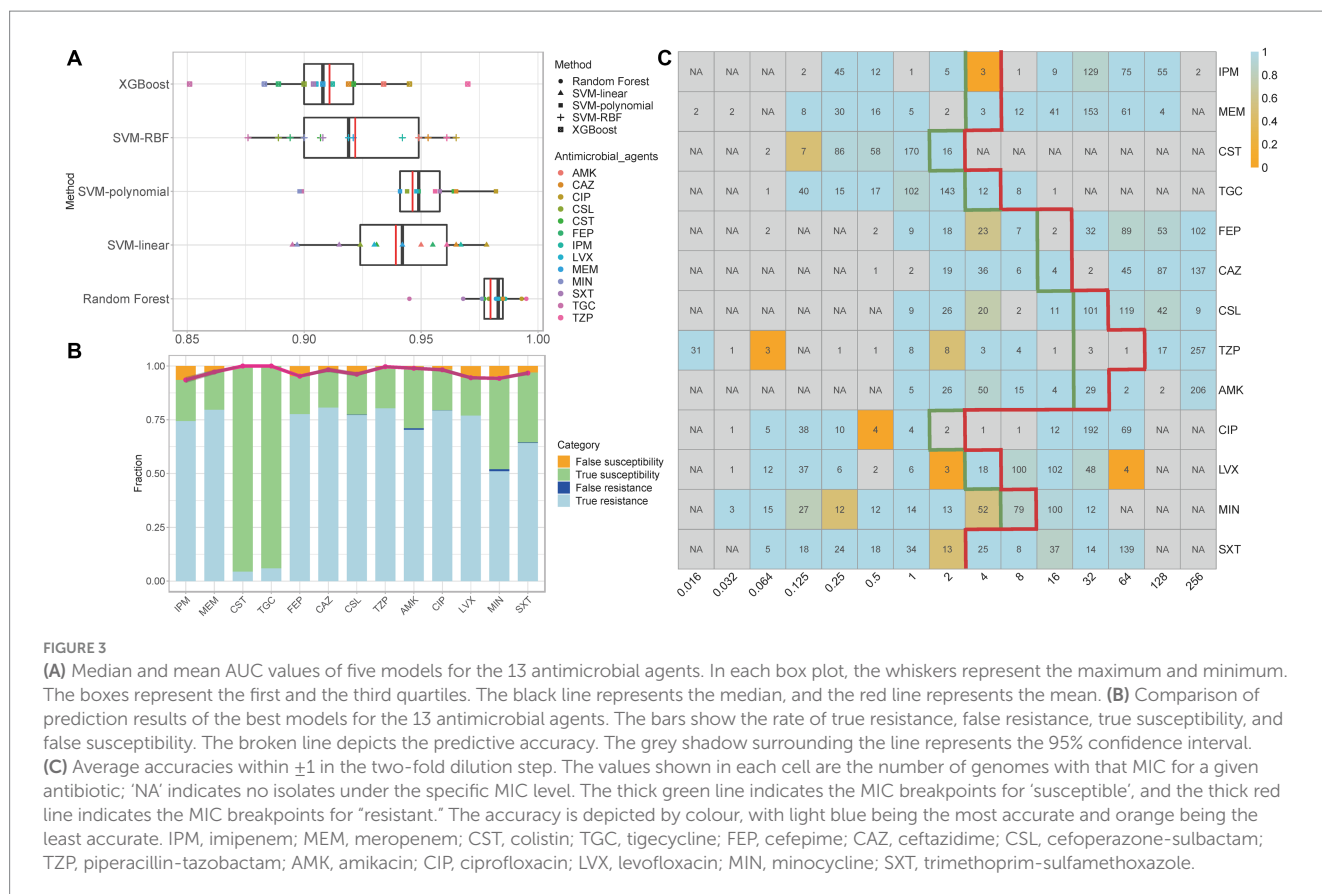 A
XGBoost
SVM-RBF
SVM-polynomial
SVM-linear
Random Forest
Method
0.85 0.90 0.95 1.00
Method
Random Forest
SVM-linear
SVM-polynomial
SVM-RBF
XGBoost
Antimicrobial_agents
AMK
CAZ
CIP
CSL
CST
FEP
IPM
LVX
MEM
MIN
SXT
TGC
TZP
B
1.00
0.75
0.50
0.25
0.00
Fraction
IPM MEM CST TGC FEP CAZ CSL TZP AMK CIP LVX MIN SXT
Category
False susceptibility
True susceptibility
False resistance
True resistance
C
NA NA NA 2 45 12 1 5 3 1 9 129 75 55 2 IPM
2 2 NA 8 30 16 5 2 3 12 41 153 61 4 NA MEM
NA NA 2 7 86 58 170 16 NA NA NA NA NA NA NA CST
NA NA 1 40 15 17 102 143 12 8 1 NA NA NA NA TGC
NA NA 2 NA NA 2 9 18 23 7 2 32 89 53 102 FEP
NA NA NA NA NA 1 2 19 36 6 4 2 45 87 137 CAZ
NA NA NA NA NA NA 9 26 20 2 11 101 119 42 9 CSL
31 1 3 NA 1 1 8 8 3 4 1 3 1 17 257 TZP
NA NA NA NA NA NA 5 26 50 15 4 29 2 2 206 AMK
NA 1 5 38 10 4 4 2 1 1 12 192 69 NA NA CIP
NA 1 12 37 6 2 6 3 18 100 102 48 4 NA NA LVX
NA 3 15 27 12 12 14 13 52 79 100 12 NA NA NA MIN
NA NA 5 18 24 18 34 13 25 8 37 14 139 NA NA SXT
0.016 0.032 0.064 0.125 0.25 0.5 1 2 4 8 16 32 64 128 256
1
0.8
0.6
0.4
0.2
0
FIGURE 3
(A) Median and mean AUC values of five models for the 13 antimicrobial agents. In each box plot, the whiskers represent the maximum and minimum.
The boxes represent the first and the third quartiles. The black line represents the median, and the red line represents the mean. (B) Comparison of
prediction results of the best models for the 13 antimicrobial agents. The bars show the rate of true resistance, false resistance, true susceptibility, and
false susceptibility. The broken line depicts the predictive accuracy. The grey shadow surrounding the line represents the 95% confidence interval.
(C) Average accuracies within ±1 in the two-fold dilution step. The values shown in each cell are the number of genomes with that MIC for a given
antibiotic; 'NA' indicates no isolates under the specific MIC level. The thick green line indicates the MIC breakpoints for 'susceptible', and the thick red
line indicates the MIC breakpoints for "resistant." The accuracy is depicted by colour, with light blue being the most accurate and orange being the
least accurate. IPM, imipenem; MEM, meropenem; CST, colistin; TGC, tigecycline; FEP, cefepime; CAZ, ceftazidime; CSL, cefoperazone-sulbactam;
TZP, piperacillin-tazobactam; AMK, amikacin; CIP, ciprofloxacin; LVX, levofloxacin; MIN, minocycline; SXT, trimethoprim-sulfamethoxazole.